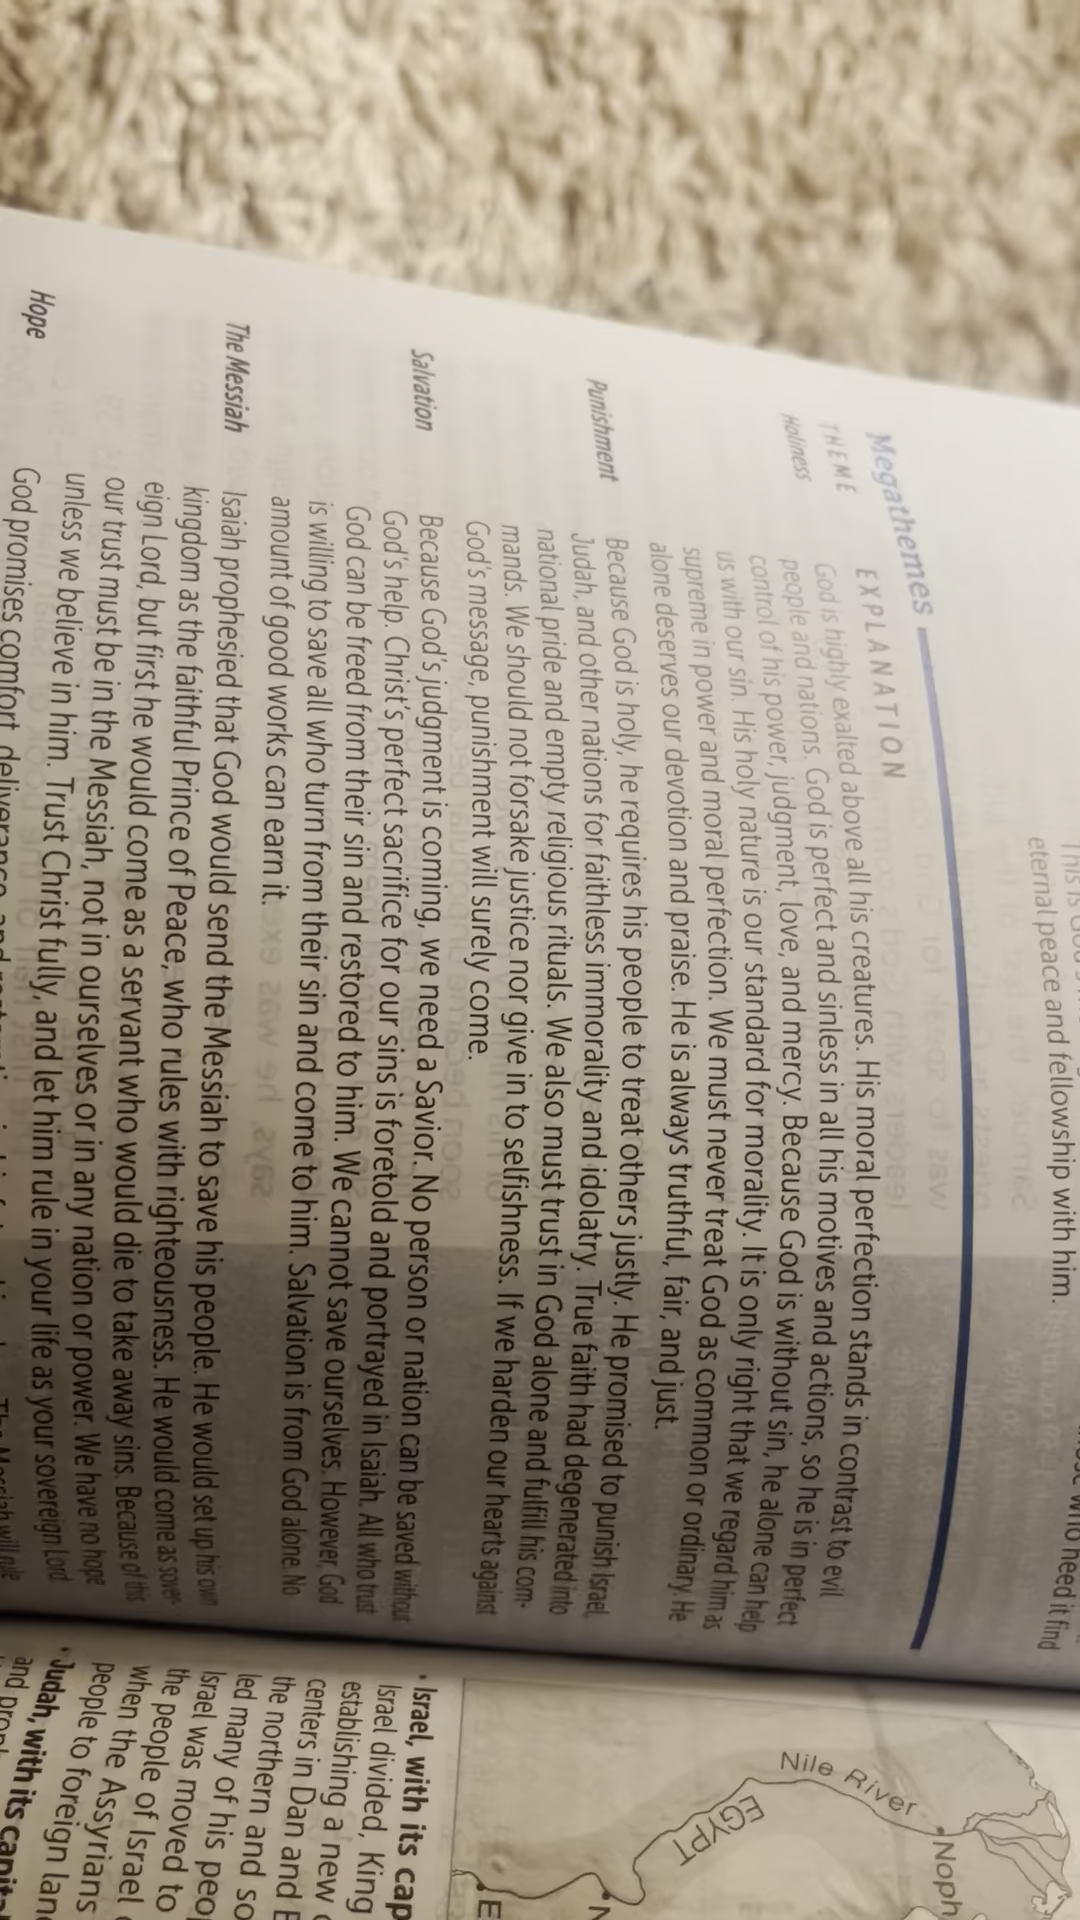 This is
eternal peace and fellowship with him.
who need it find
Megathemes
THEME EXPLANATION
Holiness God is highly exalted above all his creatures. His moral perfection stands in contrast to evil
people and nations. God is perfect and sinless in all his motives and actions, so he is in perfect
control of his power, judgment, love, and mercy. Because God is without sin, he alone can help
us with our sin. His holy nature is our standard for morality. It is only right that we regard him as
supreme in power and moral perfection. We must never treat God as common or ordinary. He
alone deserves our devotion and praise. He is always truthful, fair, and just.
Punishment Because God is holy, he requires his people to treat others justly. He promised to punish Israel,
Judah, and other nations for faithless immorality and idolatry. True faith had degenerated into
national pride and empty religious rituals. We also must trust in God alone and fulfill his com-
mands. We should not forsake justice nor give in to selfishness. If we harden our hearts against
God's message, punishment will surely come.
Salvation Because God's judgment is coming, we need a Savior. No person or nation can be saved without
God's help. Christ's perfect sacrifice for our sins is foretold and portrayed in Isaiah. All who trust
God can be freed from their sin and restored to him. We cannot save ourselves. However, God
is willing to save all who turn from their sin and come to him. Salvation is from God alone. No
amount of good works can earn it.
The Messiah Isaiah prophesied that God would send the Messiah to save his people. He would set up his own
kingdom as the faithful Prince of Peace, who rules with righteousness. He would come as sover-
eign Lord, but first he would come as a servant who would die to take away sins. Because of this
our trust must be in the Messiah, not in ourselves or in any nation or power. We have no hope
unless we believe in him. Trust Christ fully, and let him rule in your life as your sovereign Lord.
Hope God promises comfort, deliverance, and The Messiah will rule
Nile River
EGYPT
Noph
N
E
• Israel, with its cap
Israel divided, King
establishing a new
centers in Dan and
the northern and so
led many of his peo
Israel was moved to
the people
when the people of Israel
the Assyrians
people to foreign lan
• Judah, with its capita
and